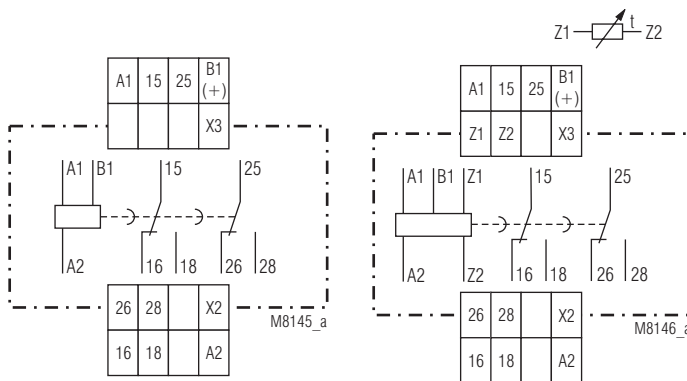 Z1 t Z2
A1 15 25 B1 (+)
X3
A1 B1 15 25
A2 16 18 26 28
26 28 X2
16 18 A2
M8145_a
A1 15 25 B1 (+)
Z1 Z2 X3
A1 B1 Z1 15 25
A2 Z2 16 18 26 28
26 28 X2
16 18 A2
M8146_a